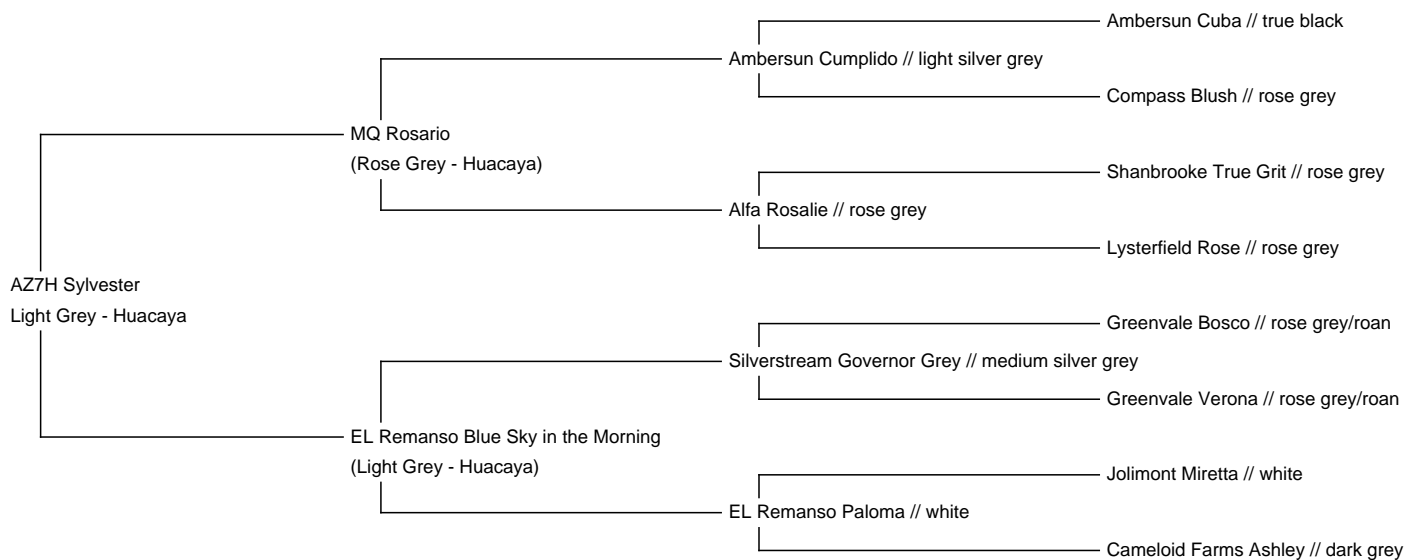 Ambersun Cuba // true black
Ambersun Cumplido // light silver grey
Compass Blush // rose grey
MQ Rosario
(Rose Grey - Huacaya)
Shanbrooke True Grit // rose grey
Alfa Rosalie // rose grey
Lysterfield Rose // rose grey
AZ7H Sylvester
Light Grey - Huacaya
Greenvale Bosco // rose grey/roan
Silverstream Governor Grey // medium silver grey
Greenvale Verona // rose grey/roan
EL Remanso Blue Sky in the Morning
(Light Grey - Huacaya)
Jolimont Miretta // white
EL Remanso Paloma // white
Cameloid Farms Ashley // dark grey